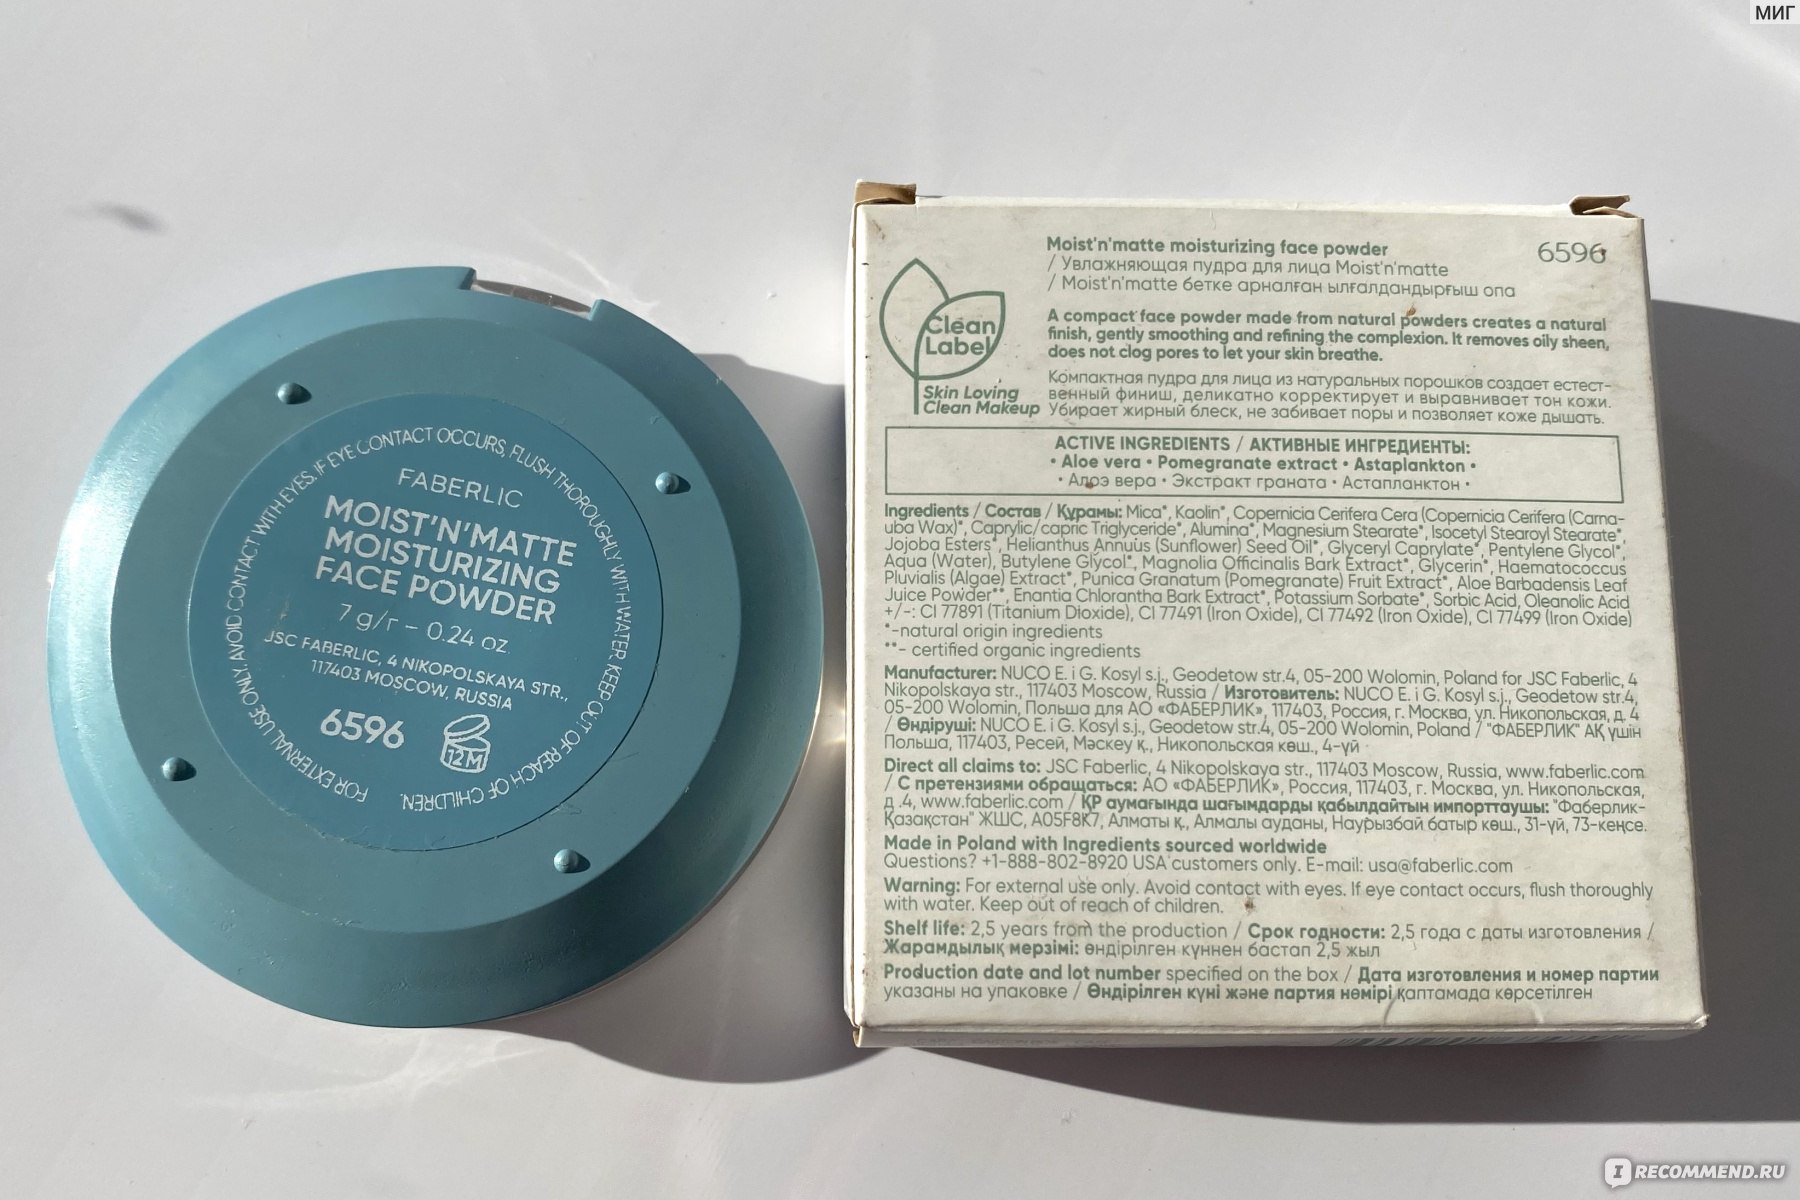 МИГ
FOR EXTERNAL USE ONLY. AVOID CONTACT WITH EYES. IF EYE CONTACT OCCURS, FLUSH THOROUGHLY WITH WATER. KEEP OUT OF REACH OF CHILDREN.
FABERLIC
MOIST'N'MATTE
MOISTURIZING
FACE POWDER
7 g/г – 0.24 oz.
JSC FABERLIC, 4 NIKOPOLSKAYA STR.,
117403 MOSCOW, RUSSIA
6596
12M
Clean
Label
Skin Loving
Clean Makeup
Moist'n'matte moisturizing face powder
6596
/ Увлажняющая пудра для лица Moist'n'matte
/ Moist'n'matte бетке арналған ылғалдандырғыш опа
A compact face powder made from natural powders creates a natural
finish, gently smoothing and refining the complexion. It removes oily sheen,
does not clog pores to let your skin breathe.
Компактная пудра для лица из натуральных порошков создает естест-
венный финиш, деликатно корректирует и выравнивает тон кожи.
Убирает жирный блеск, не забивает поры и позволяет коже дышать.
ACTIVE INGREDIENTS / АКТИВНЫЕ ИНГРЕДИЕНТЫ:
• Aloe vera • Pomegranate extract • Astaplankton •
• Алоэ вера • Экстракт граната • Астапланктон •
Ingredients / Состав / Құрамы: Mica*, Kaolin*, Copernicia Cerifera Cera (Copernicia Cerifera (Carna-
uba Wax)*, Caprylic/capric Triglyceride*, Alumina*, Magnesium Stearate*, Isocetyl Stearoyl Stearate*,
Jojoba Esters*, Helianthus Annuus (Sunflower) Seed Oil*, Glyceryl Caprylate*, Pentylene Glycol*,
Aqua (Water), Butylene Glycol*, Magnolia Officinalis Bark Extract*, Glycerin*, Haematococcus
Pluvialis (Algae) Extract*, Punica Granatum (Pomegranate) Fruit Extract*, Aloe Barbadensis Leaf
Juice Powder**, Enantia Chlorantha Bark Extract*, Potassium Sorbate*, Sorbic Acid, Oleanolic Acid
+/-: CI 77891 (Titanium Dioxide), CI 77491 (Iron Oxide), CI 77492 (Iron Oxide), CI 77499 (Iron Oxide)
*-natural origin ingredients
**- certified organic ingredients
Manufacturer: NUCO E. i G. Kosyl s.j., Geodetow str.4, 05-200 Wolomin, Poland for JSC Faberlic, 4
Nikopolskaya str., 117403 Moscow, Russia / Изготовитель: NUCO E. i G. Kosyl s.j., Geodetow str.4,
05-200 Wolomin, Польша для АО «ФАБЕРЛИК», 117403, Россия, г. Москва, ул. Никопольская, д. 4
/ Өндіруші: NUCO E. i G. Kosyl s.j., Geodetow str.4, 05-200 Wolomin, Poland / "ФАБЕРЛИК" АҚ үшін
Польша, 117403, Ресей, Мәскеу қ., Никопольская көш., 4-үй
Direct all claims to: JSC Faberlic, 4 Nikopolskaya str., 117403 Moscow, Russia, www.faberlic.com
/ С претензиями обращаться: АО «ФАБЕРЛИК», Россия, 117403, г. Москва, ул. Никопольская,
д .4, www.faberlic.com / ҚР аумағында шағымдарды қабылдайтын импорттаушы: "Фаберлик-
Қазақстан" ЖШС, A05F8K7, Алматы қ., Алмалы ауданы, Наурызбай батыр көш., 31-үй, 73-кеңсе.
Made in Poland with Ingredients sourced worldwide
Questions? +1-888-802-8920 USA customers only. E-mail: usa@faberlic.com
Warning: For external use only. Avoid contact with eyes. If eye contact occurs, flush thoroughly
with water. Keep out of reach of children.
Shelf life: 2,5 years from the production / Срок годности: 2,5 года с даты изготовления /
Жарамдылық мерзімі: өндірілген күннен бастап 2,5 жыл
Production date and lot number specified on the box / Дата изготовления и номер партии
указаны на упаковке / Өндірілген күні және партия нөмірі қаптамада көрсетілген
IRECOMMEND.RU